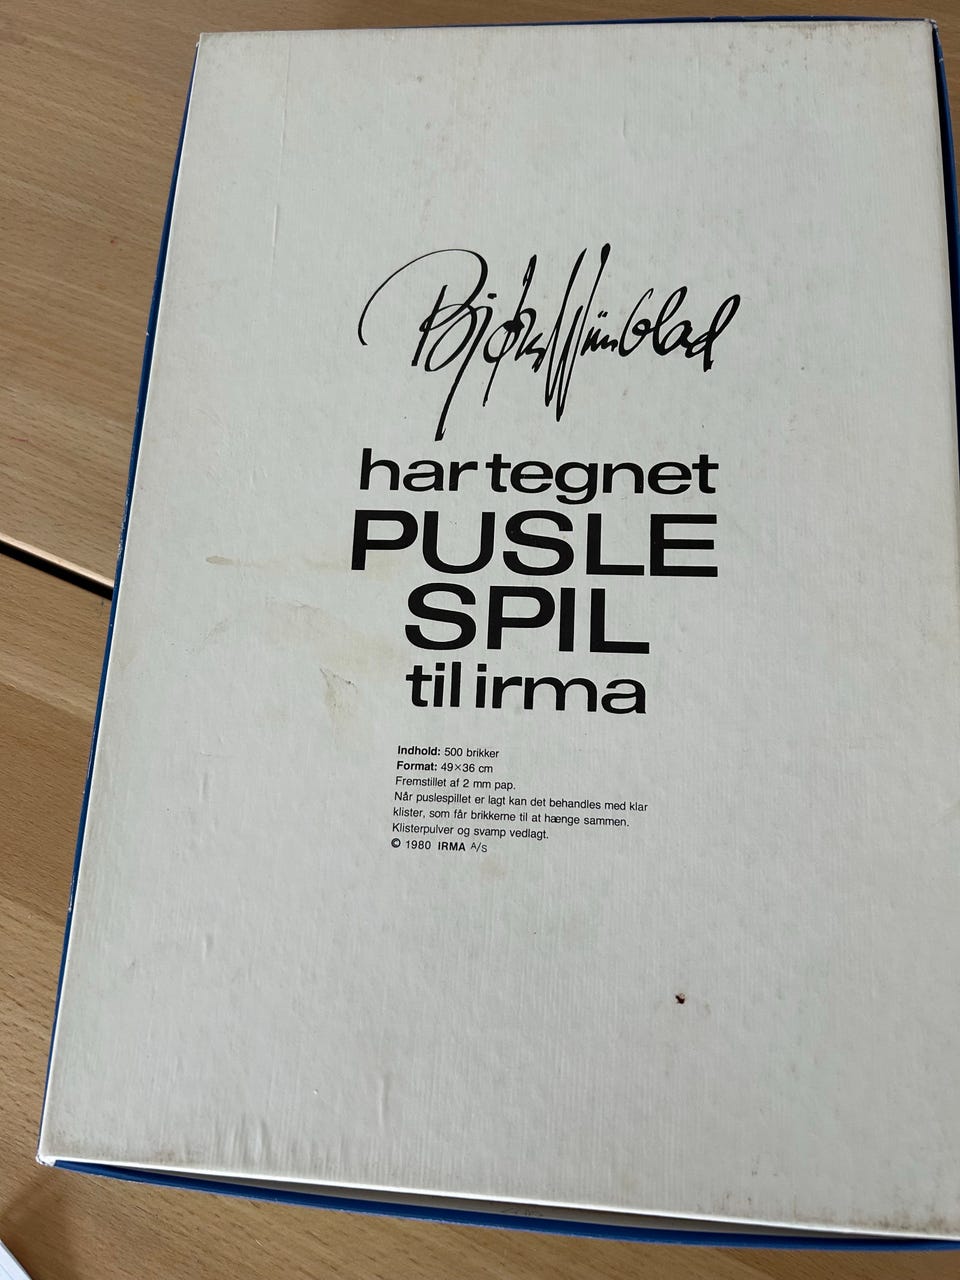 Bjørn Wiinblad
har tegnet
PUSLE
SPIL
til irma
Indhold: 500 brikker
Format: 49×36 cm
Fremstillet af 2 mm pap.
Når puslespillet er lagt kan det behandles med klar
klister, som får brikkerne til at hænge sammen.
Klisterpulver og svamp vedlagt.
© 1980 IRMA A/S